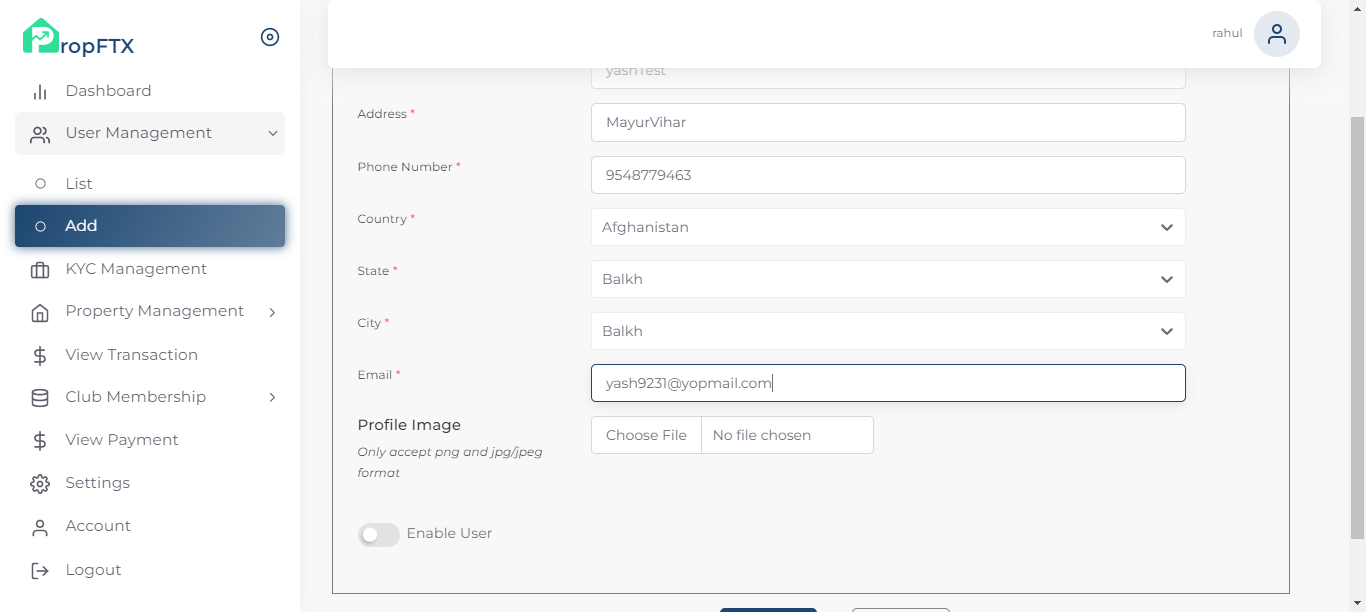 PropFTX
rahul
Dashboard
User Management
List
Add
KYC Management
Property Management
View Transaction
Club Membership
View Payment
Settings
Account
Logout
yashTest
Address *
MayurVihar
Phone Number *
9548779463
Country *
Afghanistan
State *
Balkh
City *
Balkh
Email *
yash9231@yopmail.com
Profile Image
Only accept png and jpg/jpeg
format
Choose File
No file chosen
Enable User